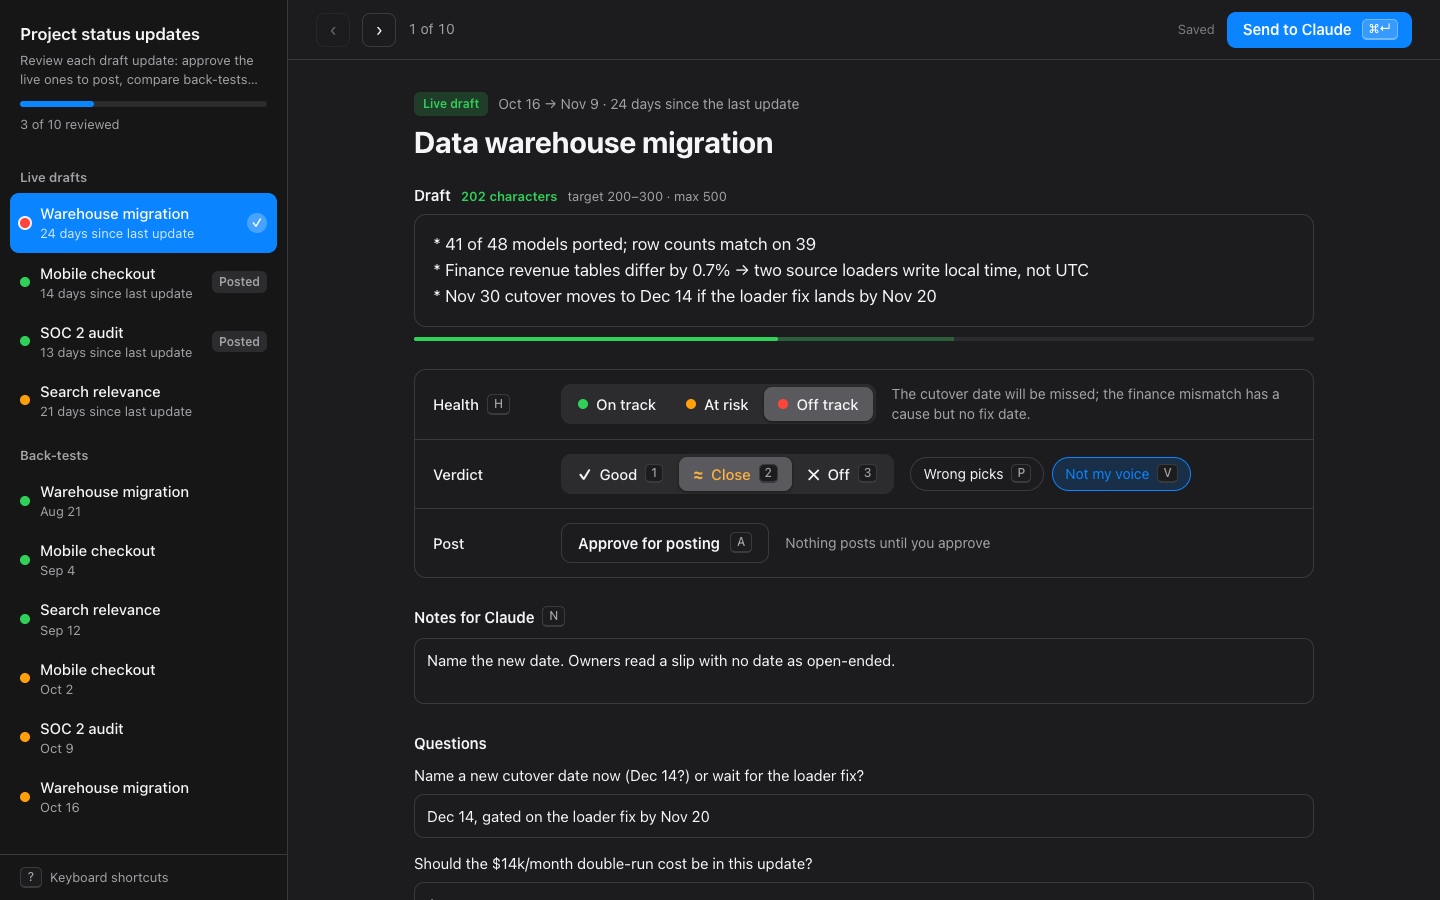 Project status updates
Review each draft update: approve the
live ones to post, compare back-tests...
3 of 10 reviewed
Live drafts
Warehouse migration
24 days since last update
Mobile checkout
14 days since last update
Posted
SOC 2 audit
13 days since last update
Posted
Search relevance
21 days since last update
Back-tests
Warehouse migration
Aug 21
Mobile checkout
Sep 4
Search relevance
Sep 12
Mobile checkout
Oct 2
SOC 2 audit
Oct 9
Warehouse migration
Oct 16
? Keyboard shortcuts
‹ › 1 of 10
Saved
Send to Claude ⌘↵
Live draft Oct 16 → Nov 9 · 24 days since the last update
Data warehouse migration
Draft 202 characters target 200–300 · max 500
* 41 of 48 models ported; row counts match on 39
* Finance revenue tables differ by 0.7% → two source loaders write local time, not UTC
* Nov 30 cutover moves to Dec 14 if the loader fix lands by Nov 20
Health H On track At risk Off track
The cutover date will be missed; the finance mismatch has a
cause but no fix date.
Verdict ✓ Good 1 ≈ Close 2 ✕ Off 3 Wrong picks P Not my voice V
Post Approve for posting A Nothing posts until you approve
Notes for Claude N
Name the new date. Owners read a slip with no date as open-ended.
Questions
Name a new cutover date now (Dec 14?) or wait for the loader fix?
Dec 14, gated on the loader fix by Nov 20
Should the $14k/month double-run cost be in this update?